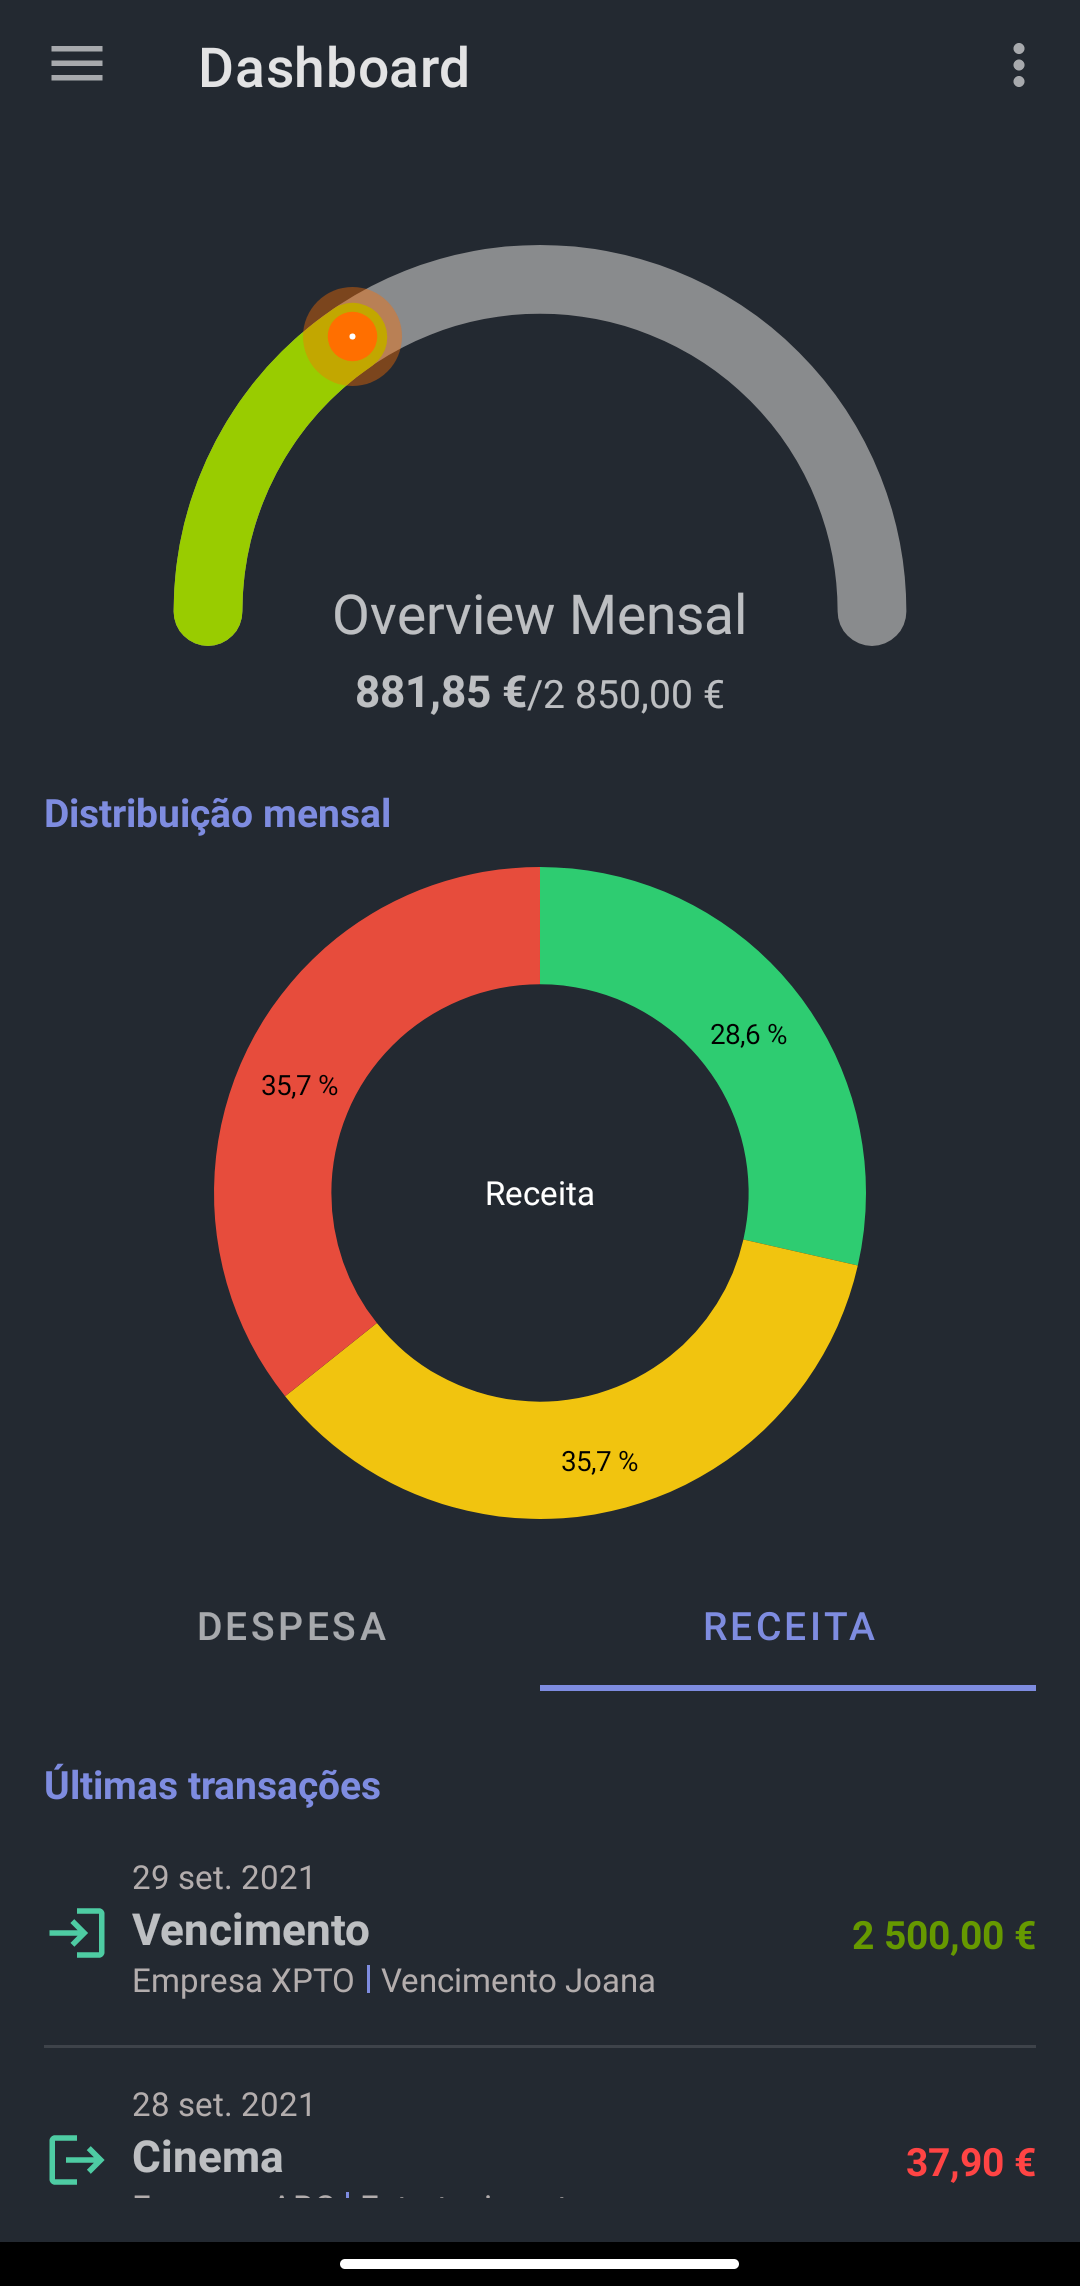 Dashboard
Overview Mensal
881,85 €/2 850,00 €
Distribuição mensal
28,6 %
35,7 %
Receita
35,7 %
DESPESA
RECEITA
Últimas transações
29 set. 2021
Vencimento
2 500,00 €
Empresa XPTO | Vencimento Joana
28 set. 2021
Cinema
37,90 €